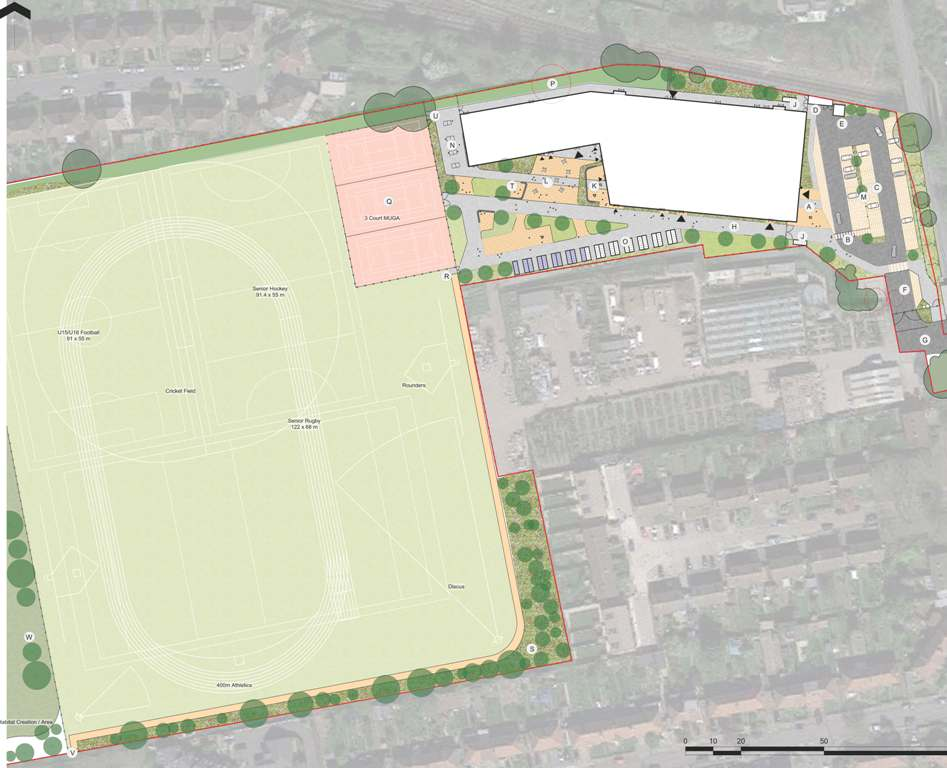 P
U
J
D
E
N
C
T
L
K
M
Q
A
3 Court MUGA
H
J
B
O
R
Senior Hockey
91.4 x 55 m
F
U15/U16 Football
91 x 55 m
G
Rounders
Cricket Field
Senior Rugby
122 x 68 m
Discus
W
S
400m Athletics
Habitat Creation / Area
V
0 10 20 50